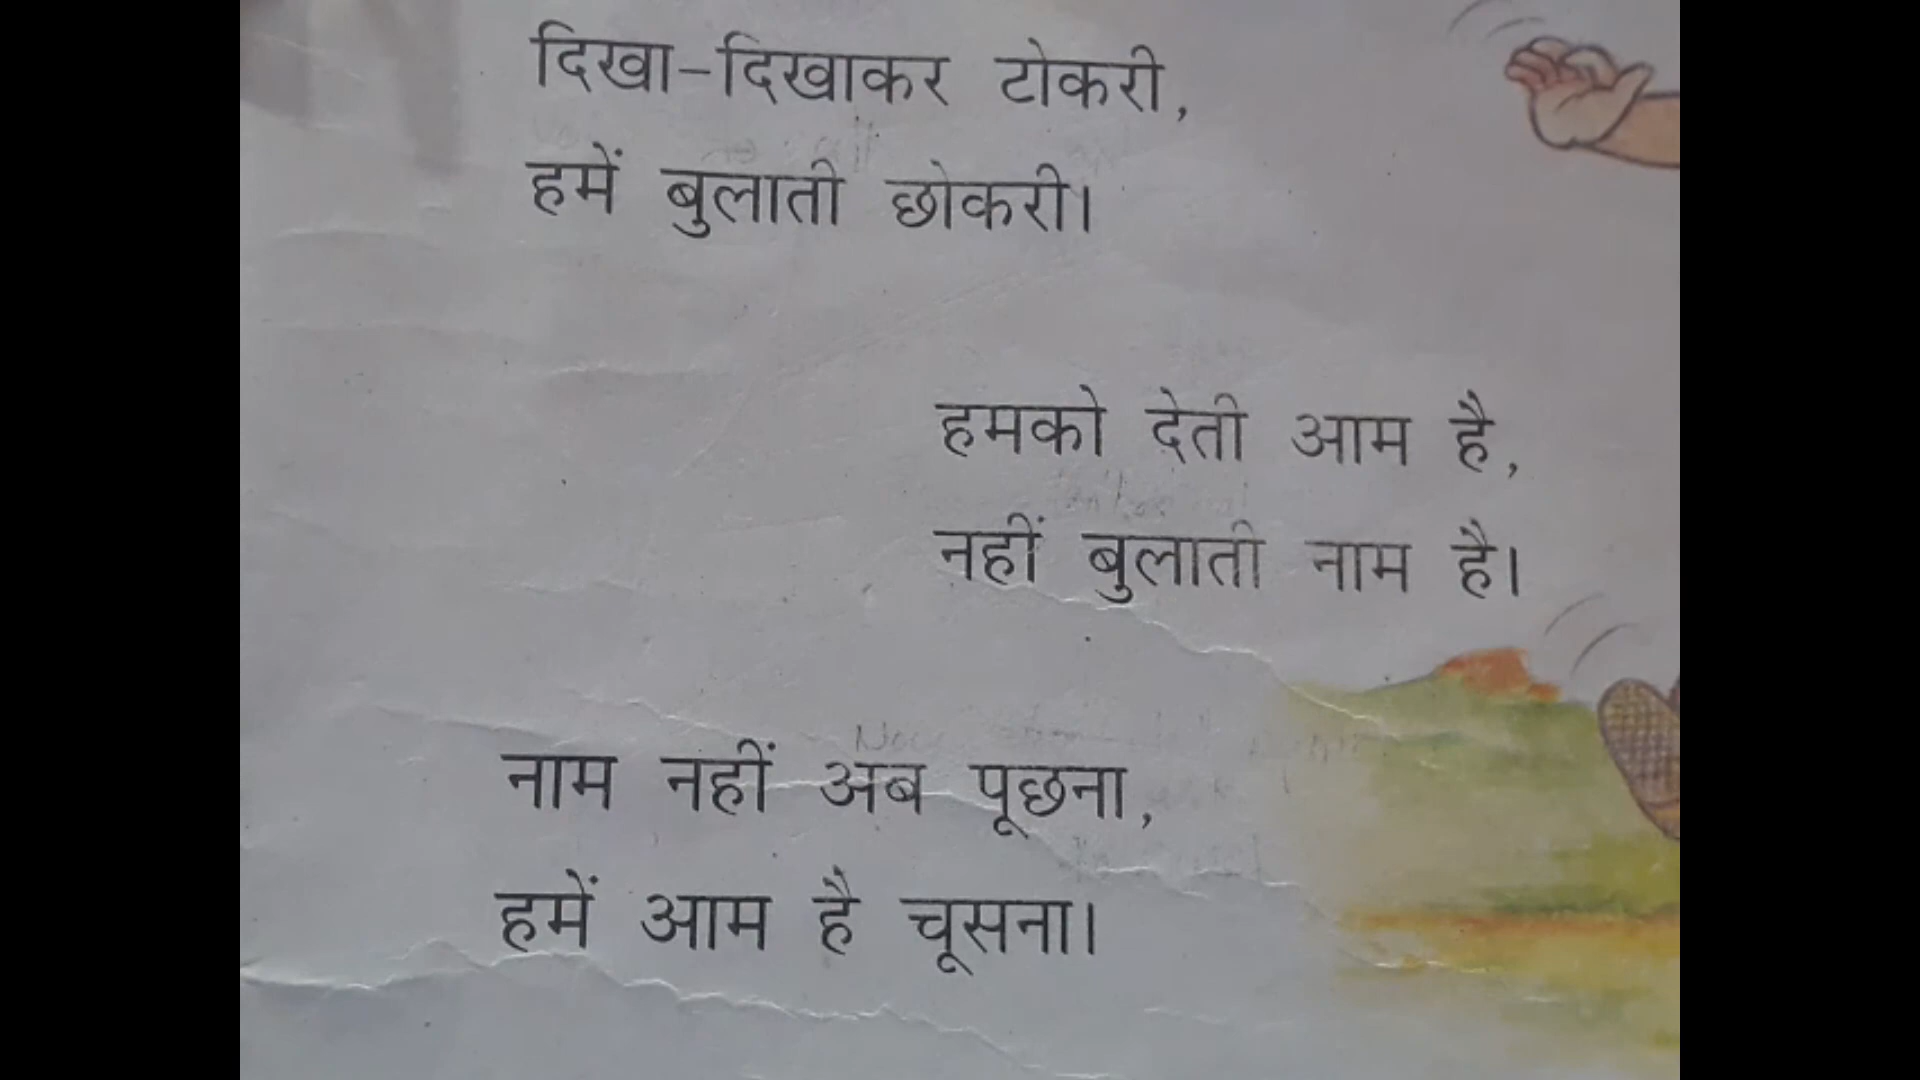 दिखा-दिखाकर टोकरी,
हमें बुलाती छोकरी।
हमको देती आम है,
नहीं बुलाती नाम है।
नाम नहीं अब पूछना,
हमें आम है चूसना।